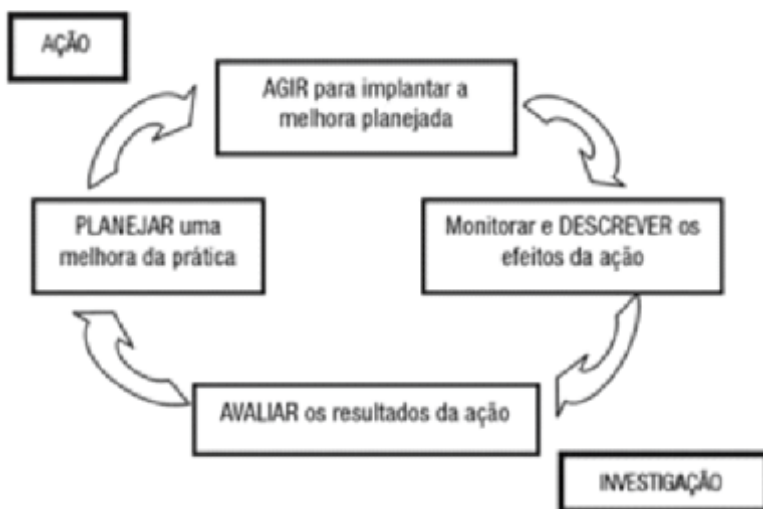 AÇÃO
AGIR para implantar a
melhora planejada
PLANEJAR uma
melhora da prática
Monitorar e DESCREVER os
efeitos da ação
AVALIAR os resultados da ação
INVESTIGAÇÃO